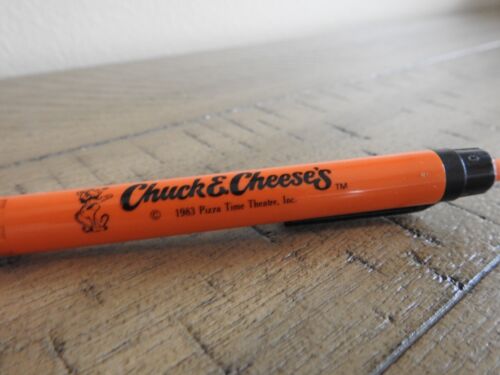 Chuck E. Cheese's ™
© 1983 Pizza Time Theatre, Inc.